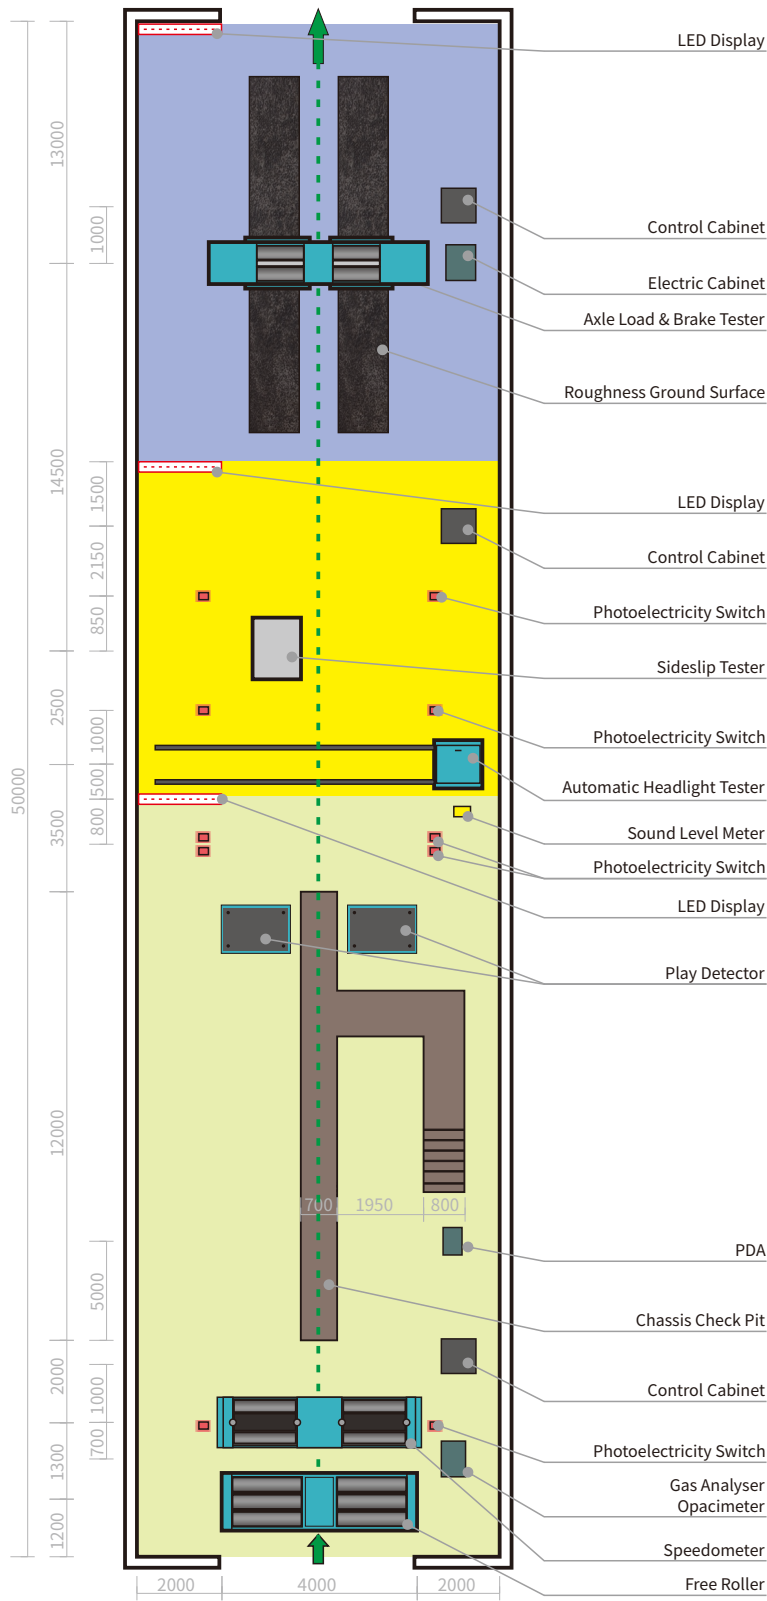 LED Display
13000
Control Cabinet
1000
Electric Cabinet
Axle Load & Brake Tester
Roughness Ground Surface
14500
1500
LED Display
Control Cabinet
2150
Photoelectricity Switch
850
Sideslip Tester
2500
Photoelectricity Switch
1000
50000
500
Automatic Headlight Tester
3500
800
Sound Level Meter
Photoelectricity Switch
LED Display
Play Detector
12000
700 1950 800
PDA
5000
Chassis Check Pit
2000
Control Cabinet
1000
700
Photoelectricity Switch
1300
Gas Analyser
Opacimeter
1200
Speedometer
Free Roller
2000 4000 2000